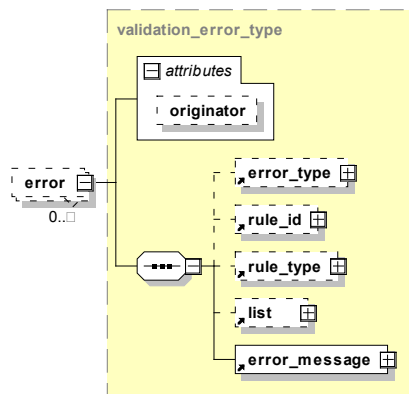 validation_error_type
attributes
originator
error
0..
error_type
rule_id
rule_type
list
error_message